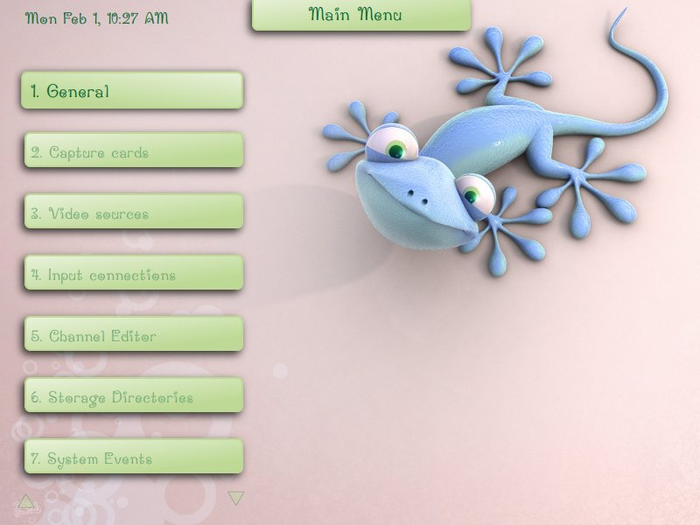 Mon Feb 1, 10:27 AM
Main Menu
1. General
2. Capture cards
3. Video sources
4. Input connections
5. Channel Editor
6. Storage Directories
7. System Events